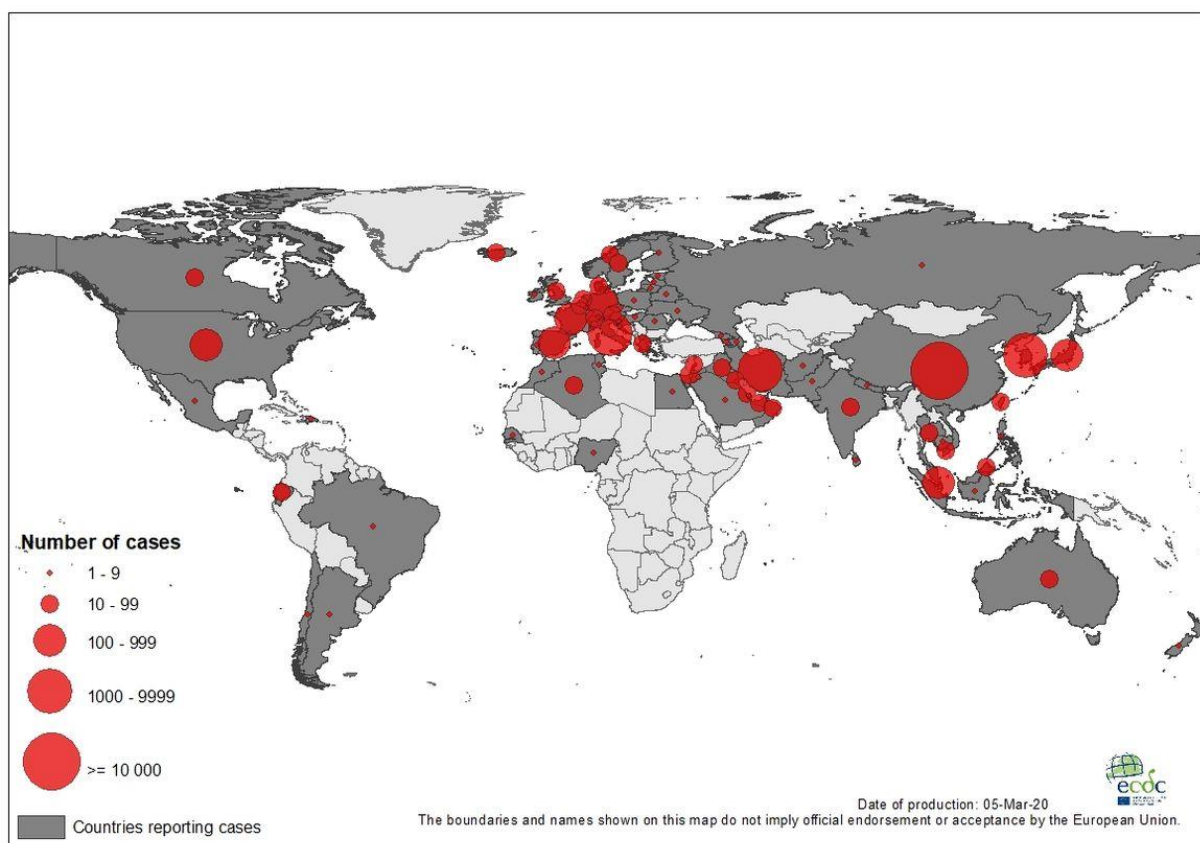 Number of cases
1 - 9
10 - 99
100 - 999
1000 - 9999
>= 10 000
Countries reporting cases
ecdc
Date of production: 05-Mar-20
The boundaries and names shown on this map do not imply official endorsement or acceptance by the European Union.